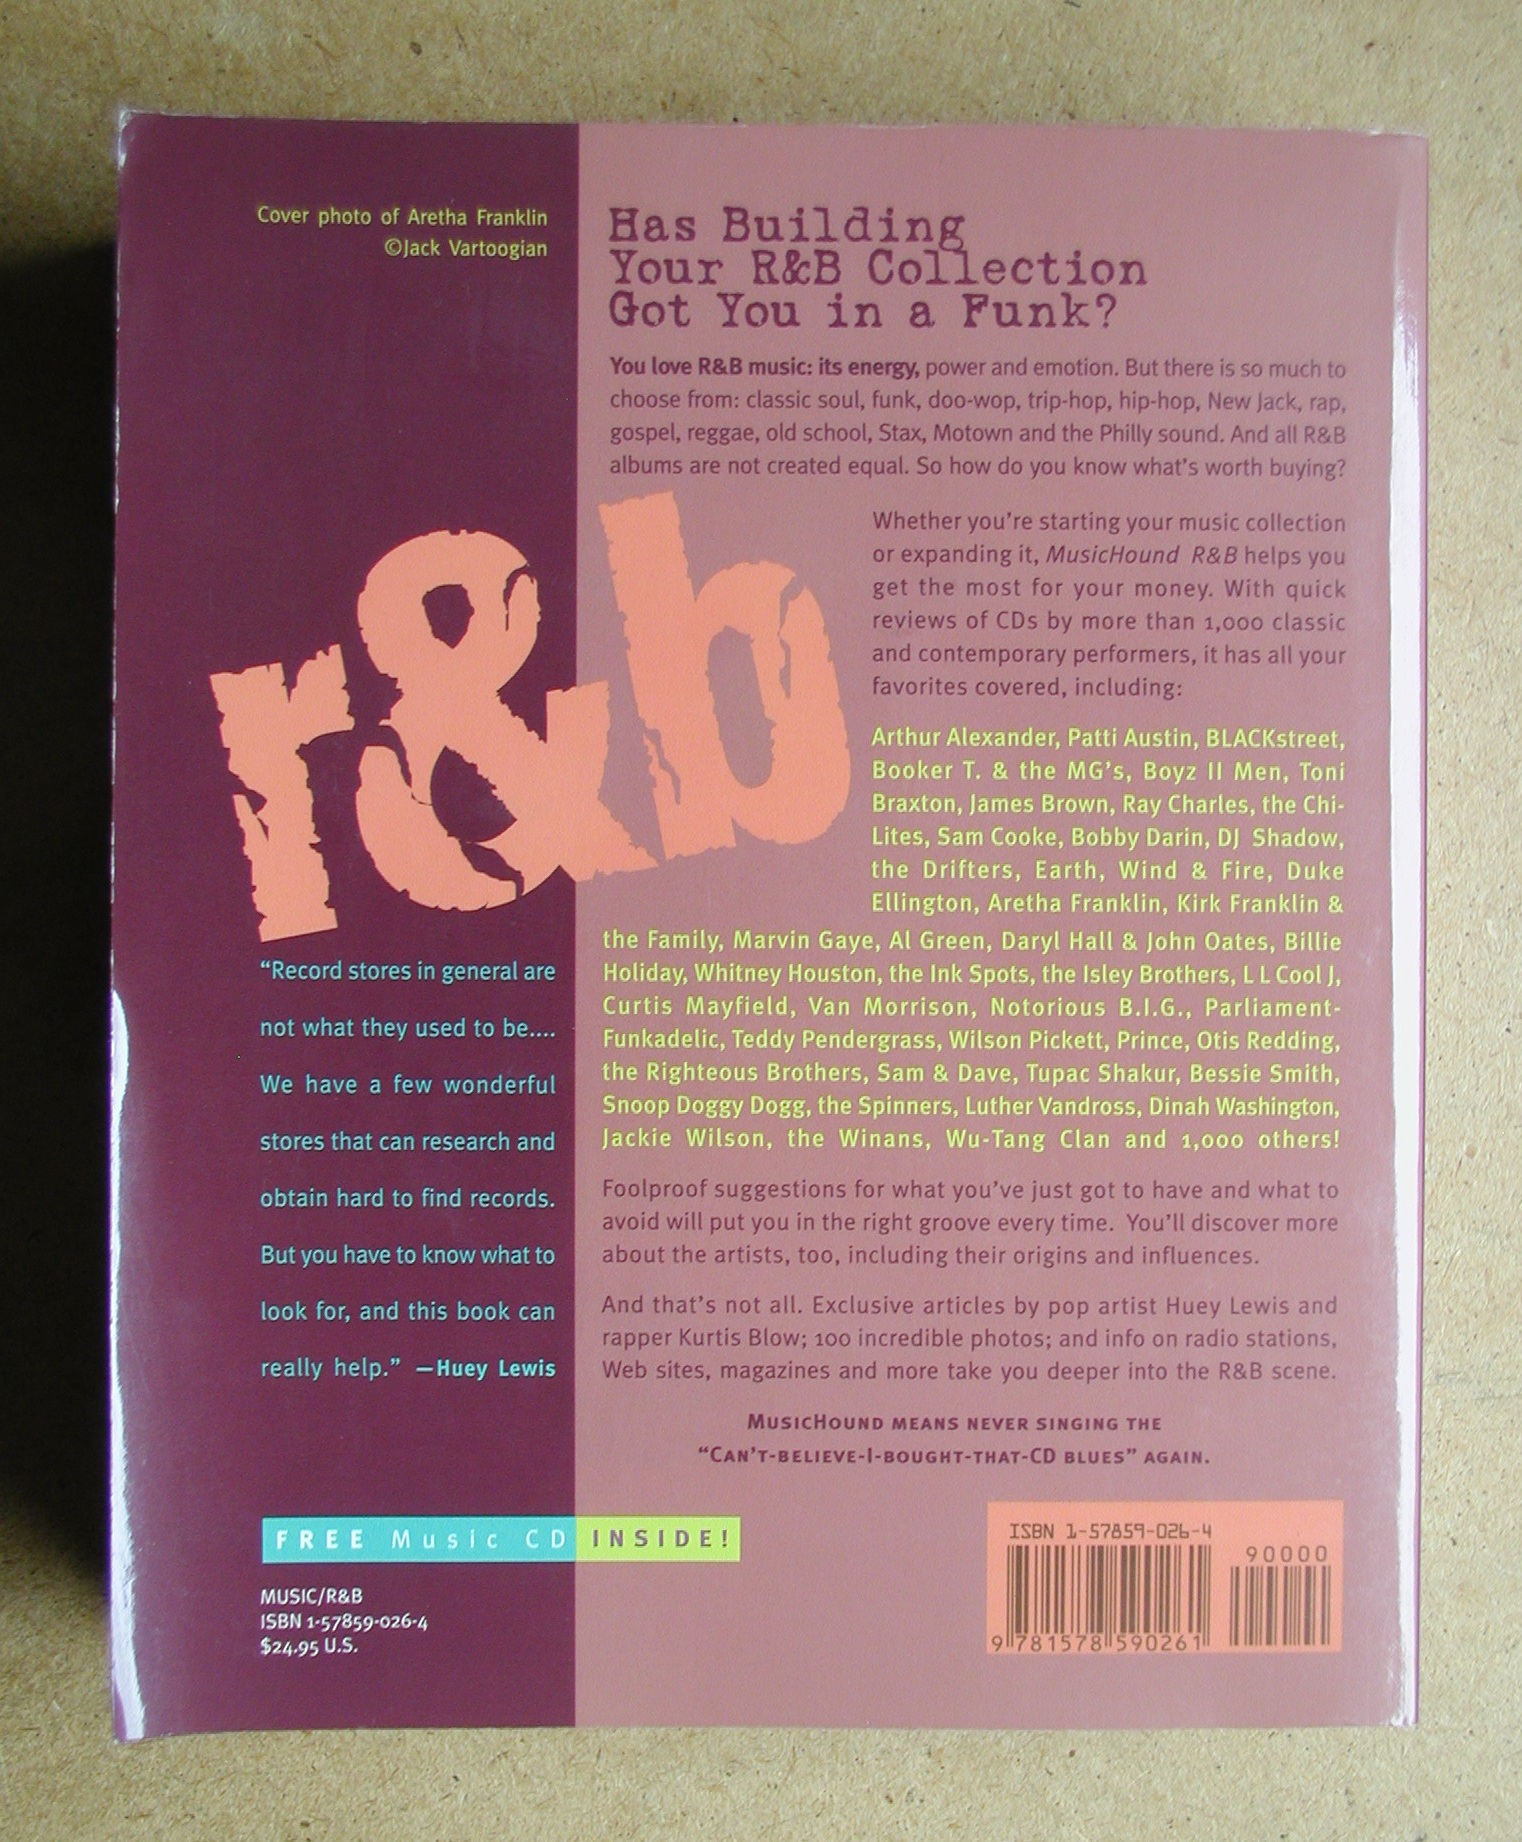 Cover photo of Aretha Franklin
©Jack Vartoogian
r&b
“Record stores in general are
not what they used to be....
We have a few wonderful
stores that can research and
obtain hard to find records.
But you have to know what to
look for, and this book can
really help.” —Huey Lewis
Has Building
Your R&B Collection
Got You in a Funk?
You love R&B music: its energy, power and emotion. But there is so much to
choose from: classic soul, funk, doo-wop, trip-hop, hip-hop, New Jack, rap,
gospel, reggae, old school, Stax, Motown and the Philly sound. And all R&B
albums are not created equal. So how do you know what's worth buying?
Whether you're starting your music collection
or expanding it, MusicHound R&B helps you
get the most for your money. With quick
reviews of CDs by more than 1,000 classic
and contemporary performers, it has all your
favorites covered, including:
Arthur Alexander, Patti Austin, BLACKstreet,
Booker T. & the MG's, Boyz II Men, Toni
Braxton, James Brown, Ray Charles, the Chi-
Lites, Sam Cooke, Bobby Darin, DJ Shadow,
the Drifters, Earth, Wind & Fire, Duke
Ellington, Aretha Franklin, Kirk Franklin &
the Family, Marvin Gaye, Al Green, Daryl Hall & John Oates, Billie
Holiday, Whitney Houston, the Ink Spots, the Isley Brothers, L L Cool J,
Curtis Mayfield, Van Morrison, Notorious B.I.G., Parliament-
Funkadelic, Teddy Pendergrass, Wilson Pickett, Prince, Otis Redding,
the Righteous Brothers, Sam & Dave, Tupac Shakur, Bessie Smith,
Snoop Doggy Dogg, the Spinners, Luther Vandross, Dinah Washington,
Jackie Wilson, the Winans, Wu-Tang Clan and 1,000 others!
Foolproof suggestions for what you've just got to have and what to
avoid will put you in the right groove every time. You'll discover more
about the artists, too, including their origins and influences.
And that's not all. Exclusive articles by pop artist Huey Lewis and
rapper Kurtis Blow; 100 incredible photos; and info on radio stations,
Web sites, magazines and more take you deeper into the R&B scene.
MusicHound means never singing the
“Can't-believe-I-bought-that-CD blues” again.
FREE Music CD INSIDE!
MUSIC/R&B
ISBN 1-57859-026-4
$24.95 U.S.
ISBN 1-57859-026-4
90000
9 781578 590261